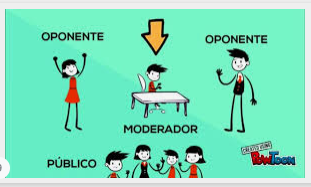 OPONENTE
OPONENTE
MODERADOR
PÚBLICO
CREATED USING
POWTOON